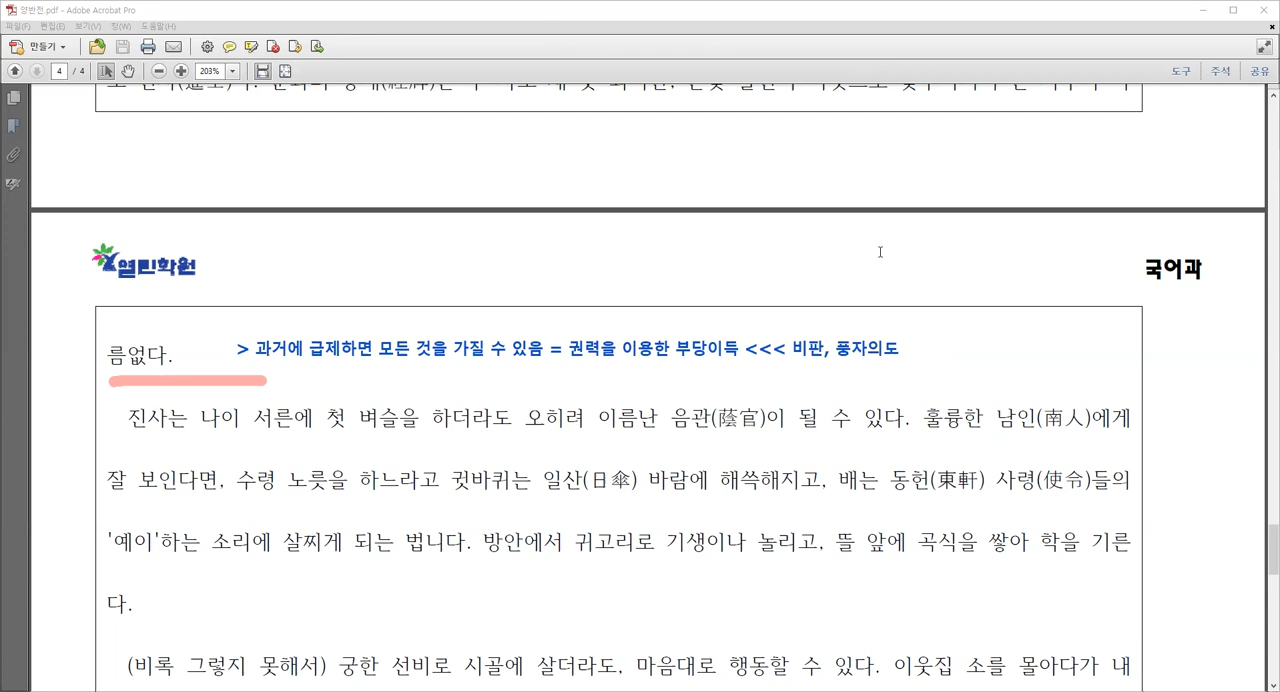 양반전.pdf - Adobe Acrobat Pro
파일(F) 편집(E) 보기(V) 창(W) 도움말(H)
만들기
4 / 4 203% 도구 주석 공유
열린학원
국어과
름없다. > 과거에 급제하면 모든 것을 가질 수 있음 = 권력을 이용한 부당이득 <<< 비판, 풍자의도
진사는 나이 서른에 첫 벼슬을 하더라도 오히려 이름난 음관(蔭官)이 될 수 있다. 훌륭한 남인(南人)에게
잘 보인다면, 수령 노릇을 하느라고 귓바퀴는 일산(日傘) 바람에 해쓱해지고, 배는 동헌(東軒) 사령(使令)들의
'예이'하는 소리에 살찌게 되는 법니다. 방안에서 귀고리로 기생이나 놀리고, 뜰 앞에 곡식을 쌓아 학을 기른
다.
(비록 그렇지 못해서) 궁한 선비로 시골에 살더라도, 마음대로 행동할 수 있다. 이웃집 소를 몰아다가 내